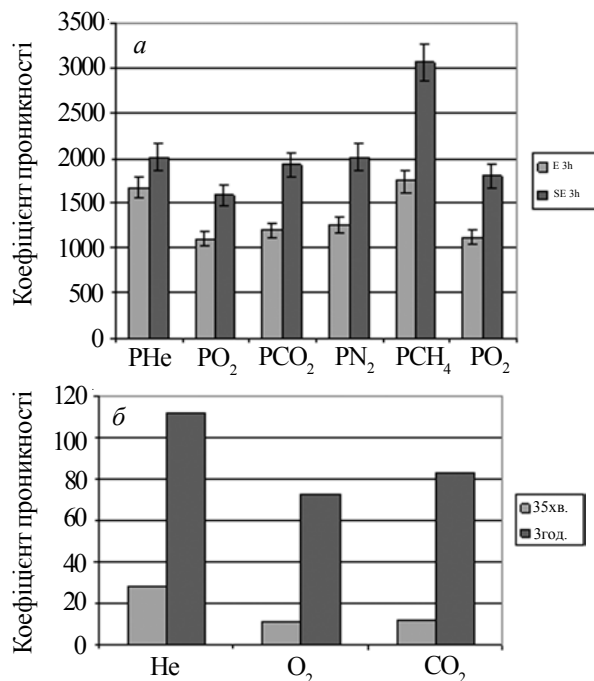 Коефіцієнт проникності
а
3500
3000
2500
2000
1500
1000
500
0
PHe PO₂ PCO₂ PN₂ PCH₄ PO₂
E 3h
SE 3h
Коефіцієнт проникності
б
120
100
80
60
40
20
0
He O₂ CO₂
35хв.
3год.